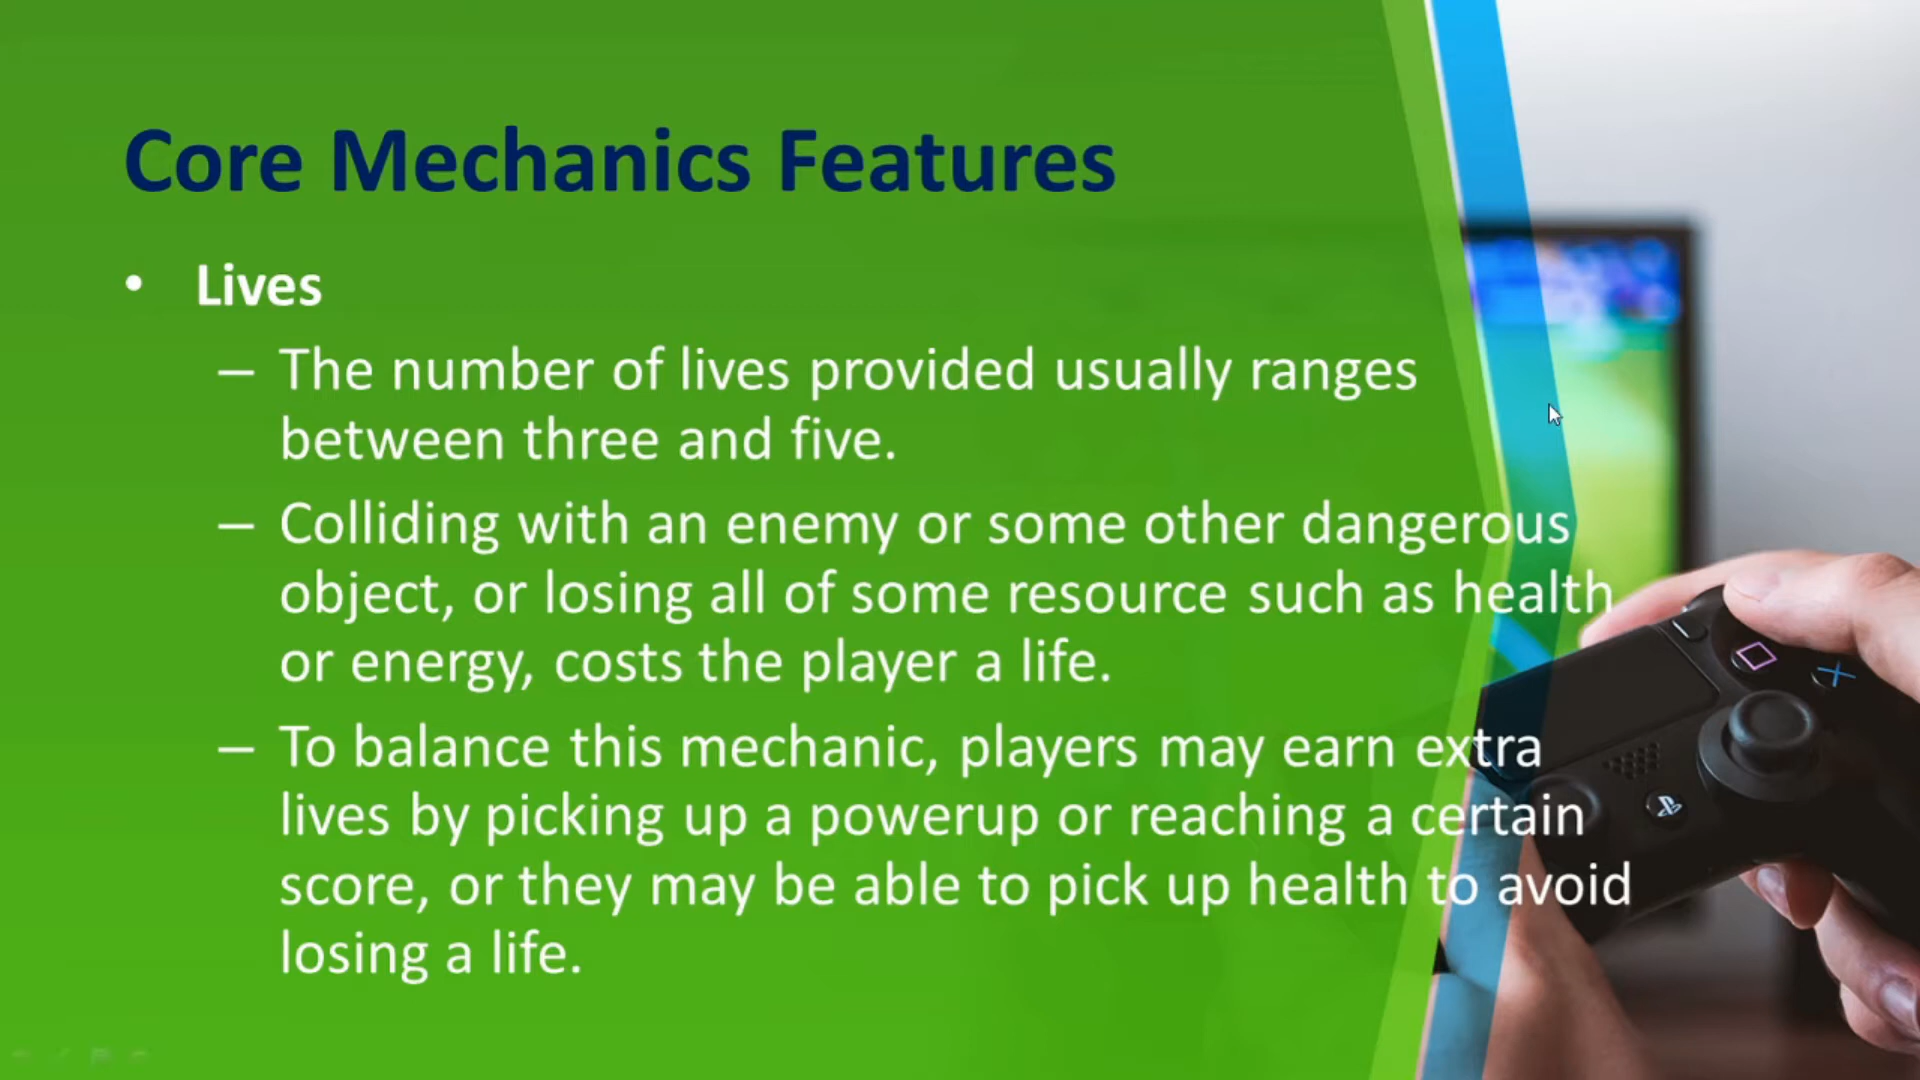 Core Mechanics Features
• Lives
– The number of lives provided usually ranges
between three and five.
– Colliding with an enemy or some other dangerous
object, or losing all of some resource such as health
or energy, costs the player a life.
– To balance this mechanic, players may earn extra
lives by picking up a powerup or reaching a certain
score, or they may be able to pick up health to avoid
losing a life.